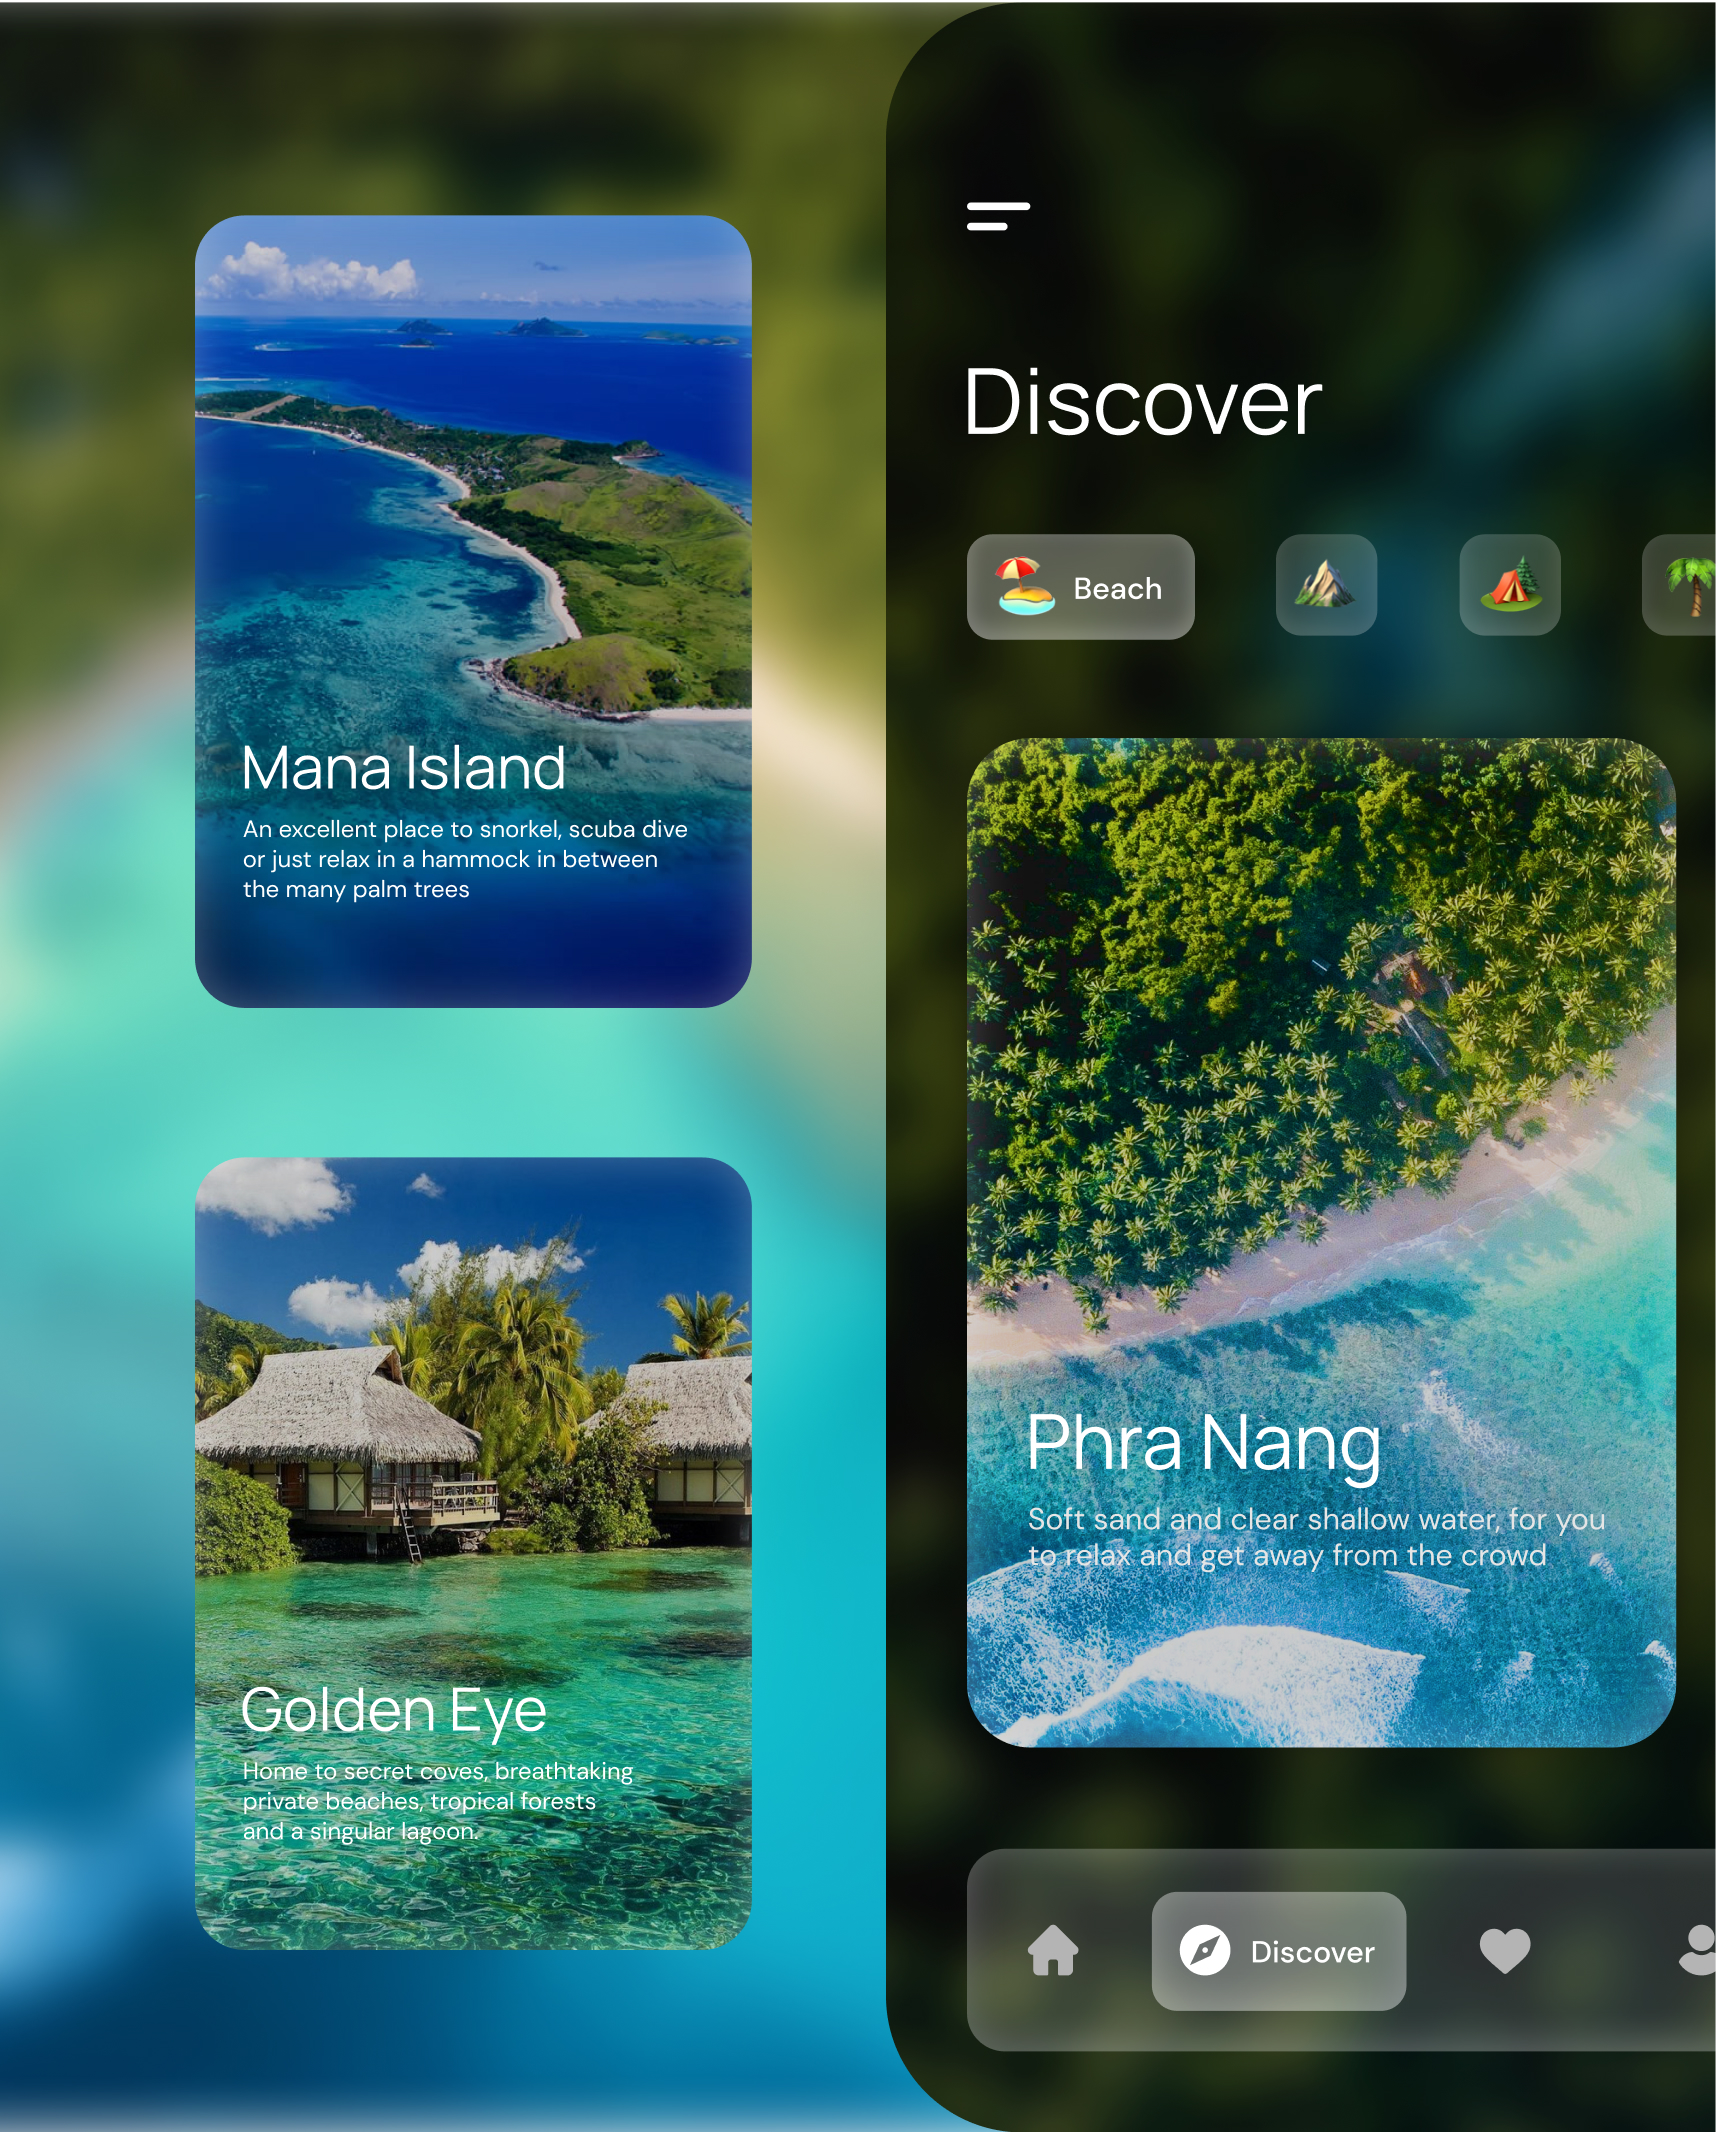 Mana Island
An excellent place to snorkel, scuba dive
or just relax in a hammock in between
the many palm trees
Golden Eye
Home to secret coves, breathtaking
private beaches, tropical forests
and a singular lagoon.
Discover
Beach
Phra Nang
Soft sand and clear shallow water, for you
to relax and get away from the crowd
Discover